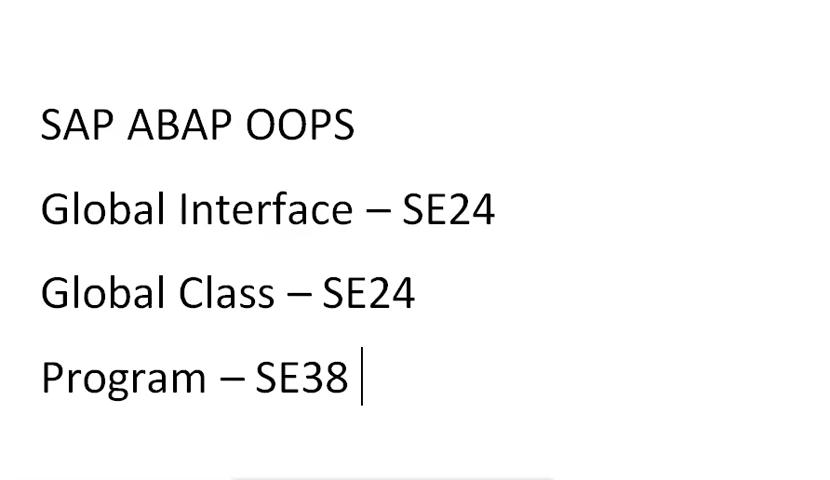 SAP ABAP OOPS
Global Interface – SE24
Global Class – SE24
Program – SE38